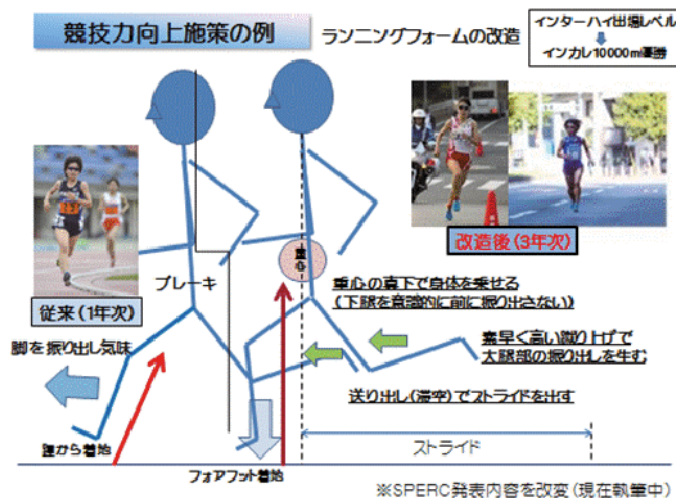 競技力向上施策の例
ランニングフォームの改造
インターハイ出場レベル
インカレ10000m優勝
改造後(3年次)
従来(1年次)
ブレーキ
重心
重心の真下で身体を乗せる
(下腿を意識的に前に振り出さない)
脚を振り出し気味
素早く高い蹴り上げで
大腿部の振り出しを生む
送り出し(滞空)でストライドを出す
踵から着地
ストライド
フォアフット着地
※SPERC発表内容を改変(現在執筆中)